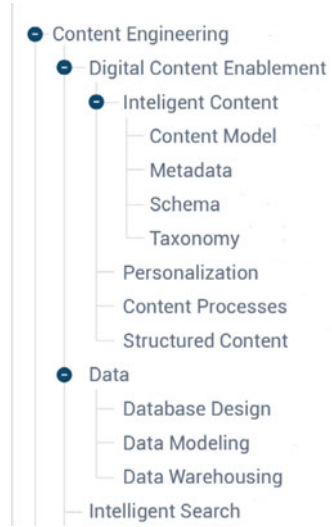 Content Engineering
Digital Content Enablement
Inteligent Content
Content Model
Metadata
Schema
Taxonomy
Personalization
Content Processes
Structured Content
Data
Database Design
Data Modeling
Data Warehousing
Intelligent Search